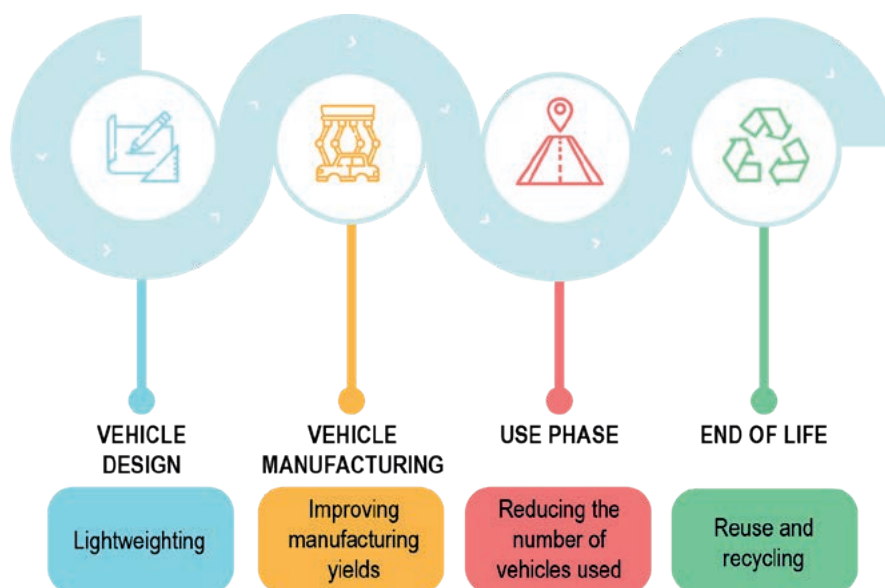 VEHICLE
DESIGN
VEHICLE
MANUFACTURING
USE PHASE
END OF LIFE
Lightweighting
Improving
manufacturing
yields
Reducing the
number of
vehicles used
Reuse and
recycling